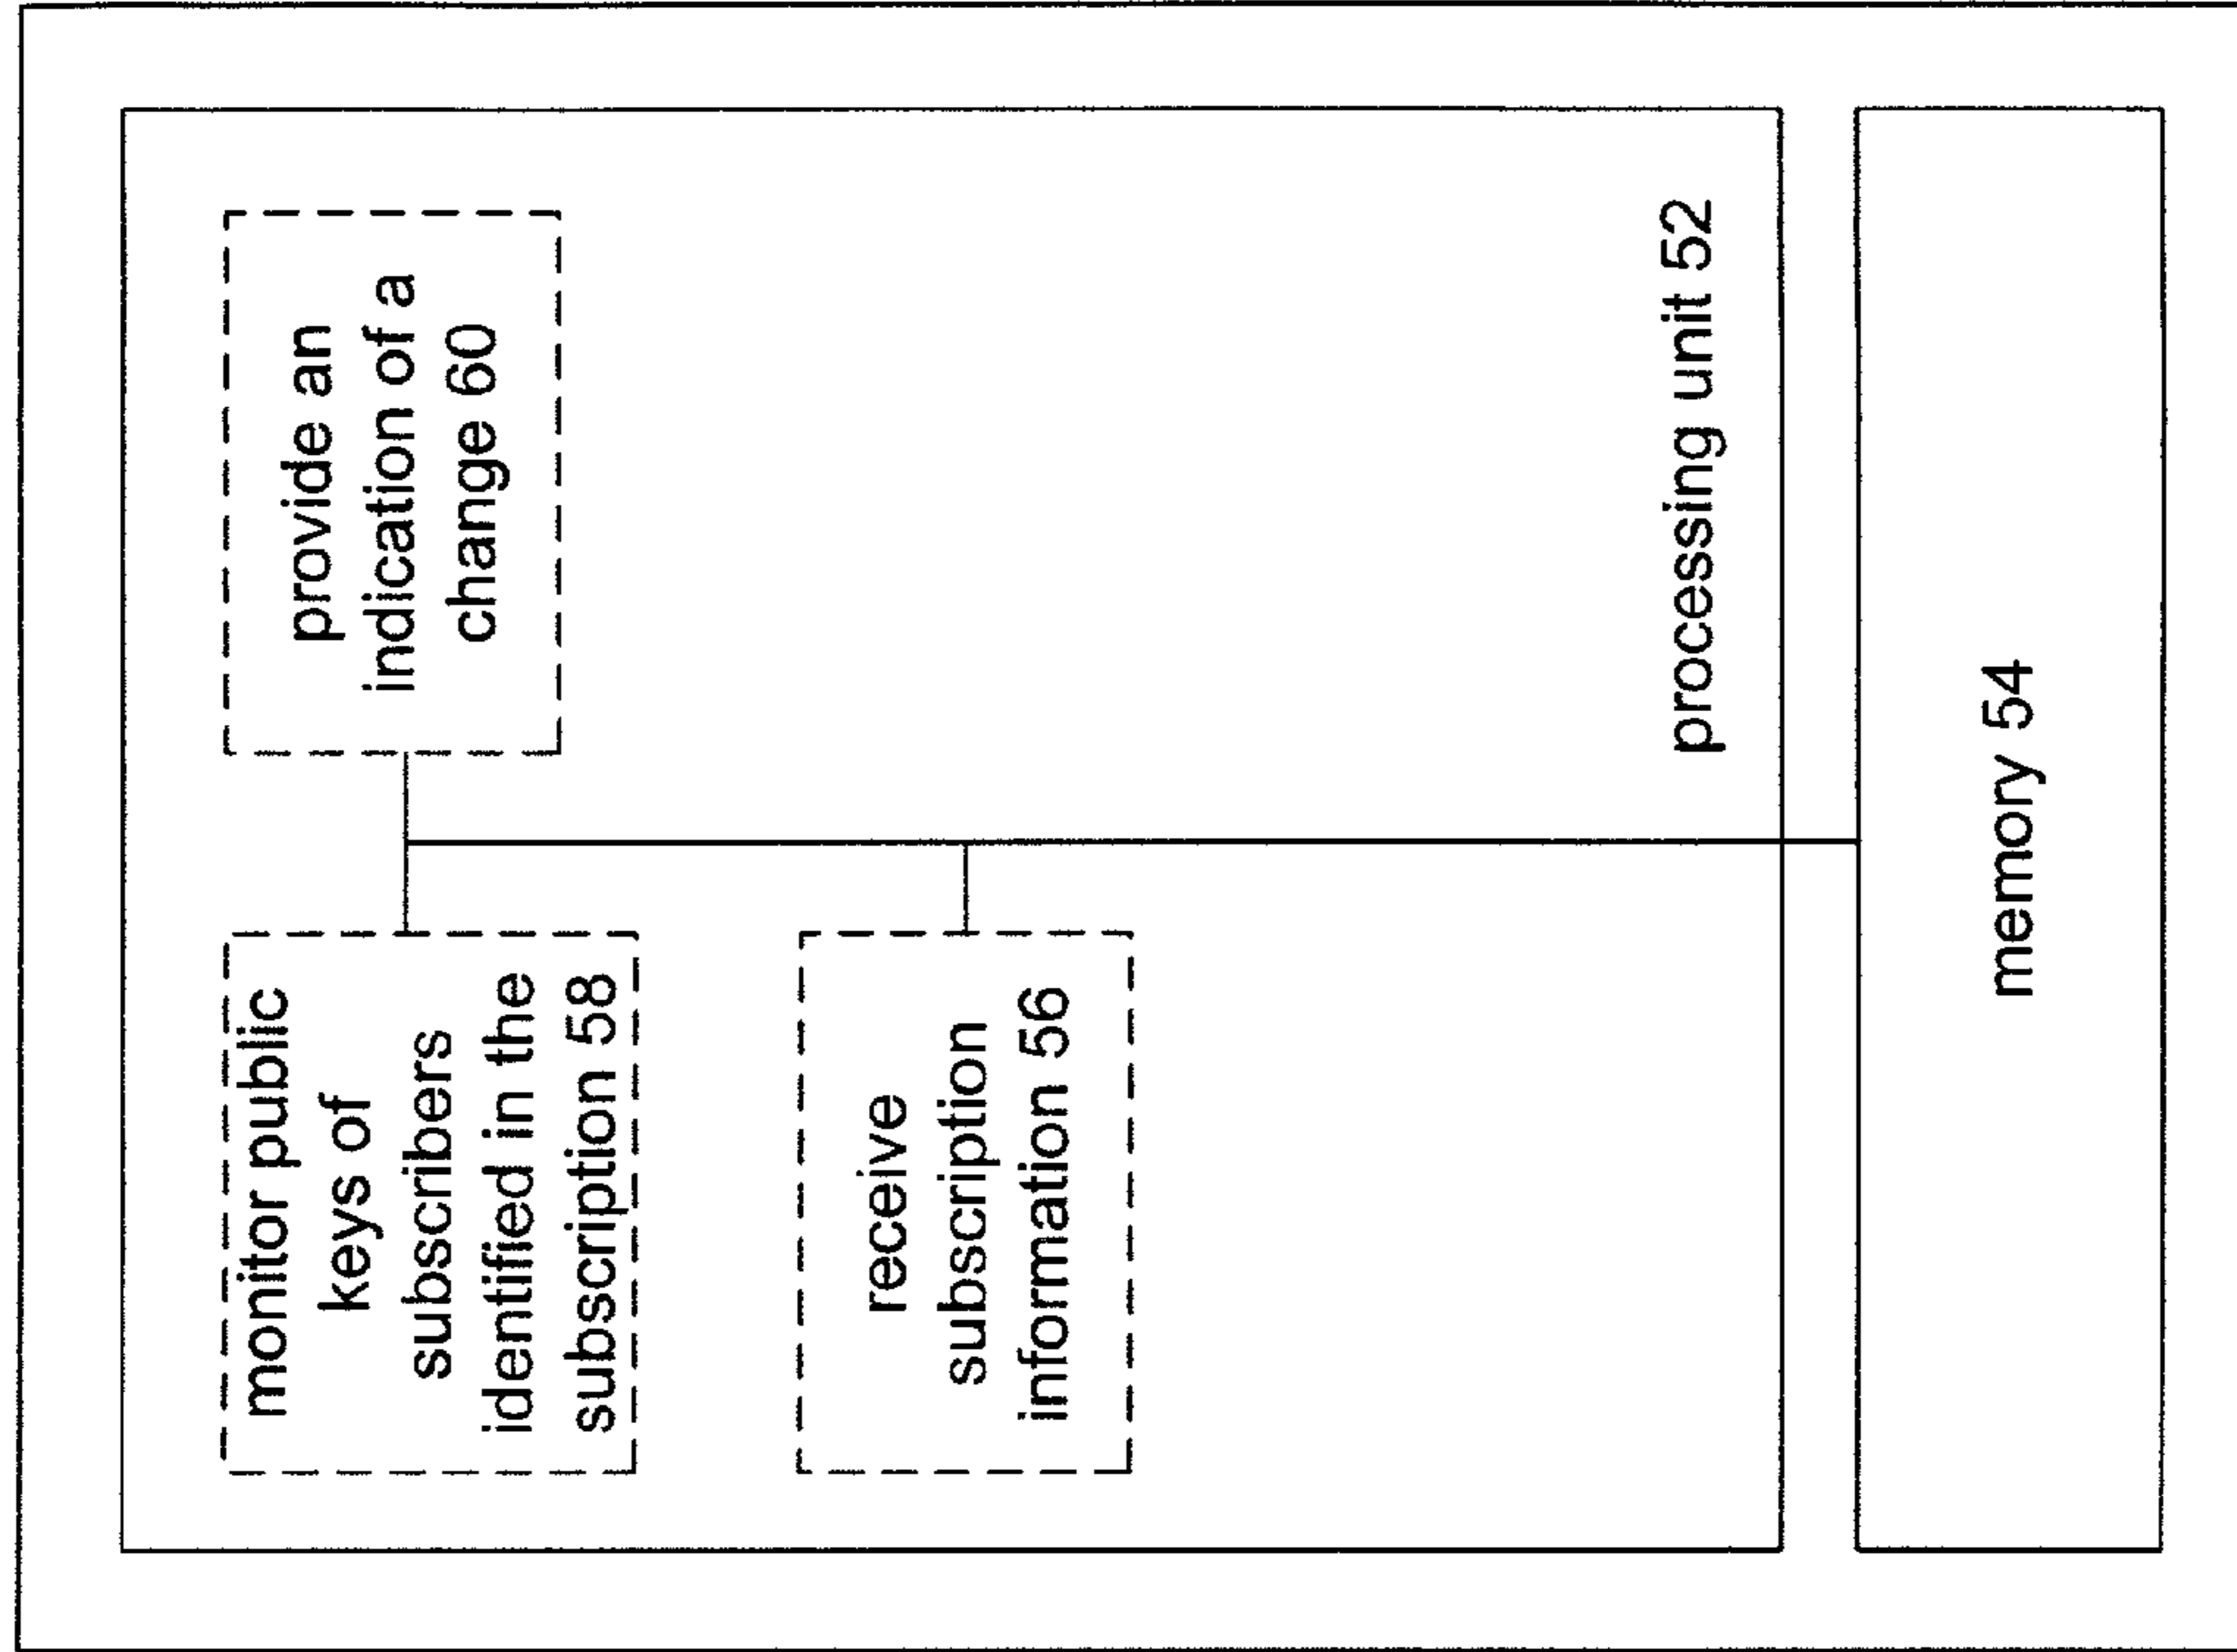 monitor public
keys of
subscribers
identified in the
subscription 58
provide an
indication of a
change 60
receive
subscription
information 56
processing unit 52
memory 54